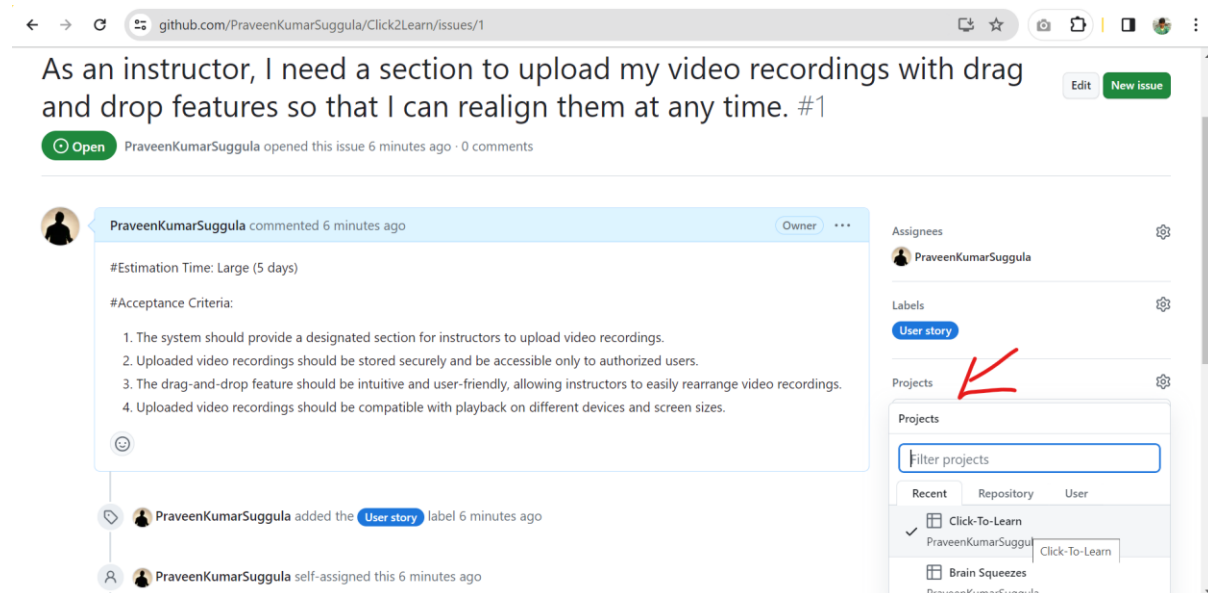 github.com/PraveenKumarSuggula/Click2Learn/issues/1
As an instructor, I need a section to upload my video recordings with drag
and drop features so that I can realign them at any time. #1
Edit
New issue
Open
PraveenKumarSuggula opened this issue 6 minutes ago · 0 comments
PraveenKumarSuggula commented 6 minutes ago
Owner
#Estimation Time: Large (5 days)
#Acceptance Criteria:
1. The system should provide a designated section for instructors to upload video recordings.
2. Uploaded video recordings should be stored securely and be accessible only to authorized users.
3. The drag-and-drop feature should be intuitive and user-friendly, allowing instructors to easily rearrange video recordings.
4. Uploaded video recordings should be compatible with playback on different devices and screen sizes.
PraveenKumarSuggula added the User story label 6 minutes ago
PraveenKumarSuggula self-assigned this 6 minutes ago
Assignees
PraveenKumarSuggula
Labels
User story
Projects
Projects
Filter projects
Recent Repository User
Click-To-Learn
PraveenKumarSuggul
Click-To-Learn
Brain Squeezes
PraveenKumarSuggula